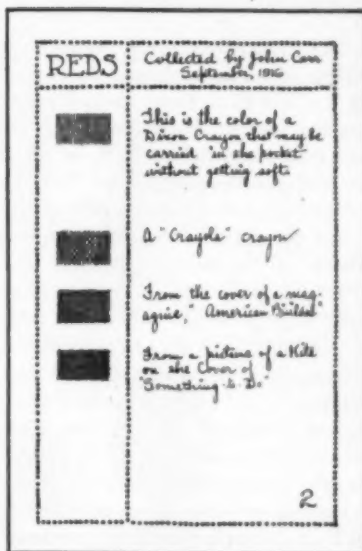 REDS
Collected by John Carr
September, 1916
This is the color of a
Dixon Crayon that may be
carried in the pocket
without getting soft.
A "Crayola" crayon
From the cover of a mag-
azine, "American Builder"
From a picture of a Kite
on the Cover of
"Something-to-Do."
2